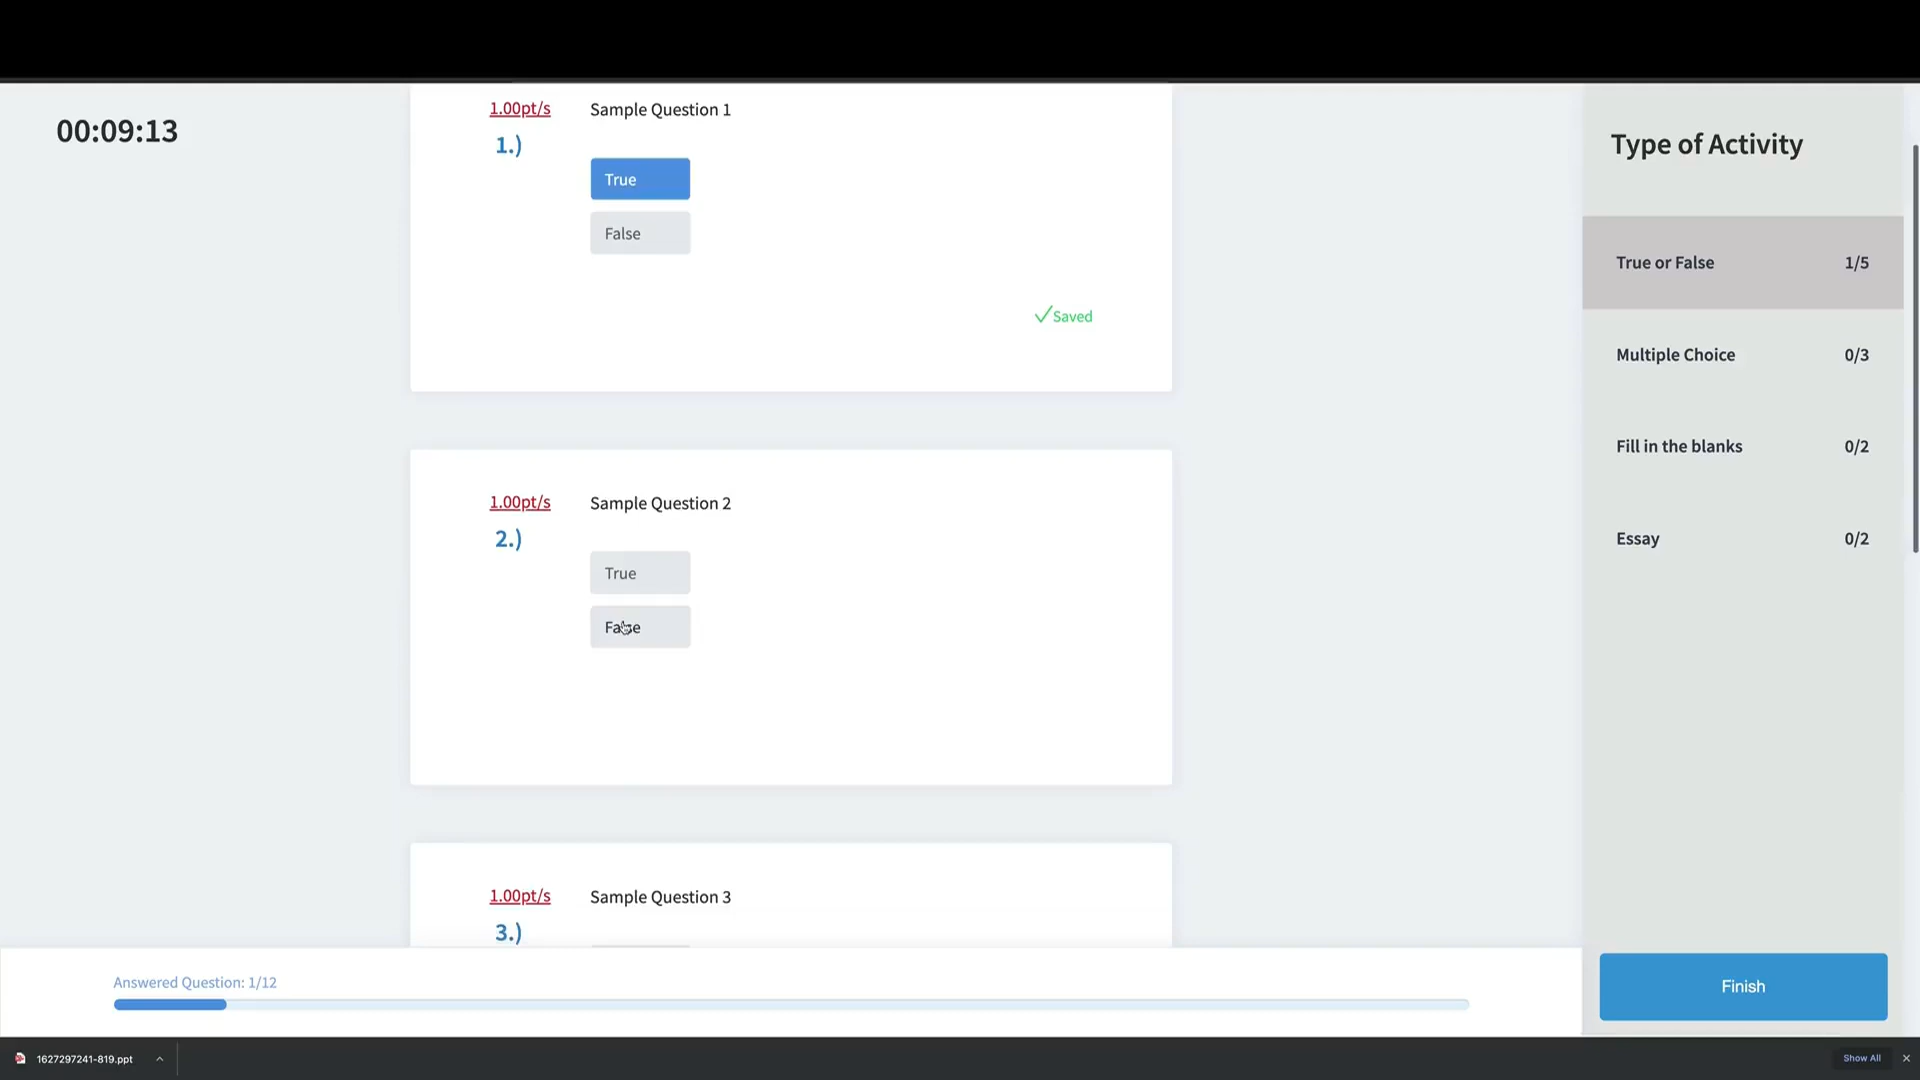 00:09:13
1.00pt/s
Sample Question 1
1.)
True
False
Saved
1.00pt/s
Sample Question 2
2.)
True
False
1.00pt/s
Sample Question 3
3.)
Answered Question: 1/12
Type of Activity
True or False 1/5
Multiple Choice 0/3
Fill in the blanks 0/2
Essay 0/2
Finish
1627297241-819.ppt
Show All